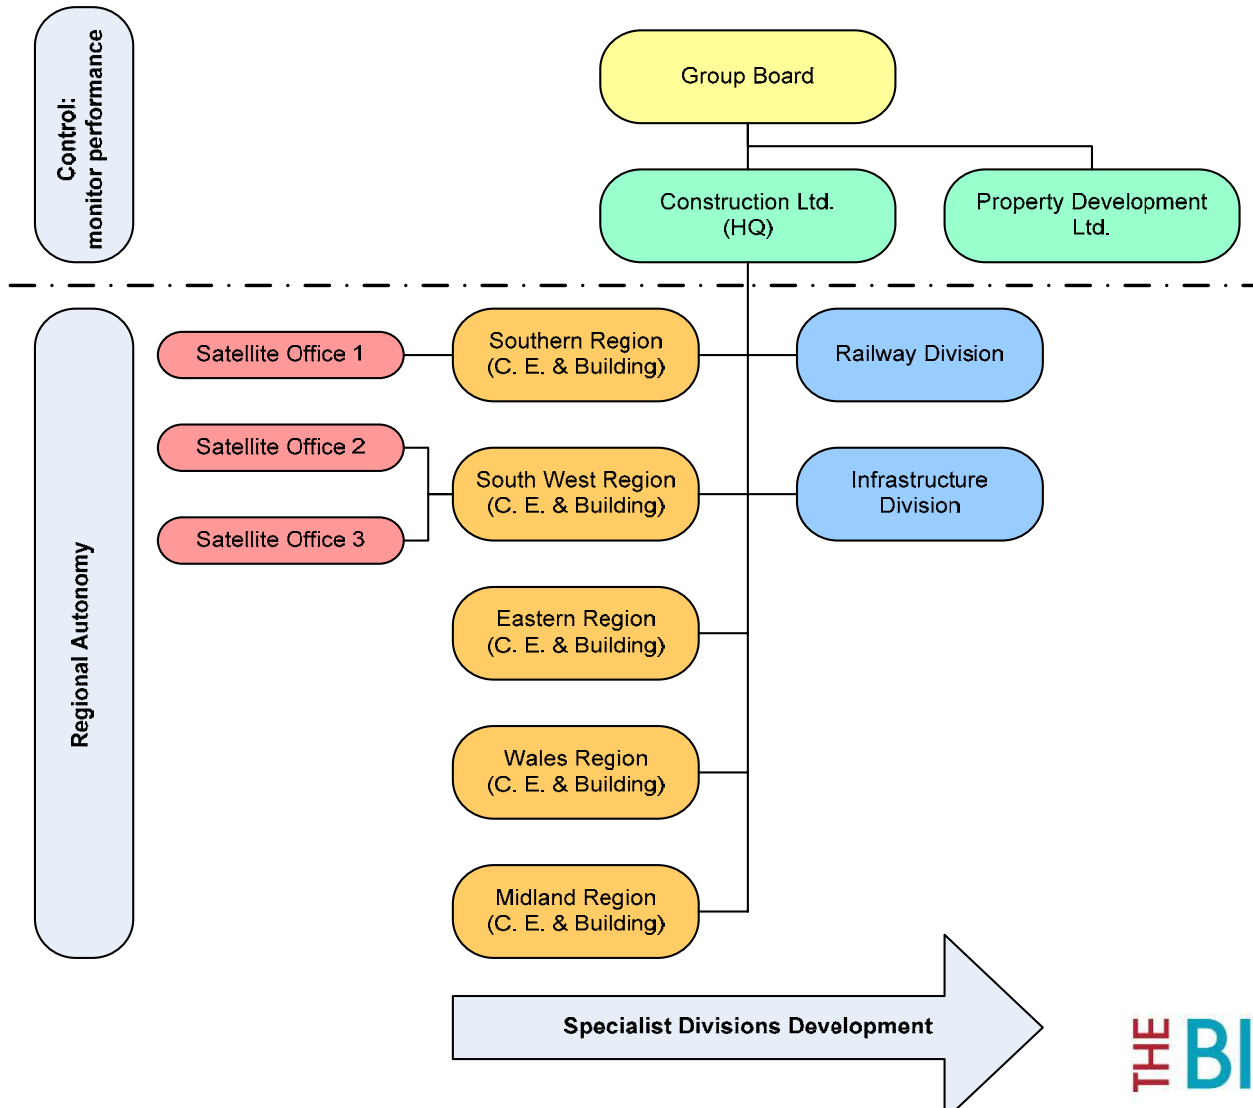 Control:
monitor performance
Group Board
Construction Ltd.
(HQ)
Property Development
Ltd.
Regional Autonomy
Satellite Office 1
Southern Region
(C. E. & Building)
Railway Division
Satellite Office 2
Satellite Office 3
South West Region
(C. E. & Building)
Infrastructure
Division
Eastern Region
(C. E. & Building)
Wales Region
(C. E. & Building)
Midland Region
(C. E. & Building)
Specialist Divisions Development
THE BI